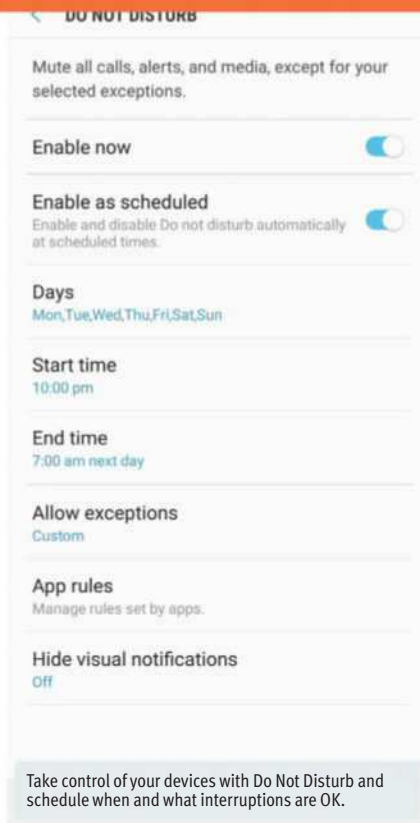 < DO NOT DISTURB
Mute all calls, alerts, and media, except for your
selected exceptions.
Enable now
Enable as scheduled
Enable and disable Do not disturb automatically
at scheduled times.
Days
Mon,Tue,Wed,Thu,Fri,Sat,Sun
Start time
10:00 pm
End time
7:00 am next day
Allow exceptions
Custom
App rules
Manage rules set by apps.
Hide visual notifications
Off
Take control of your devices with Do Not Disturb and
schedule when and what interruptions are OK.